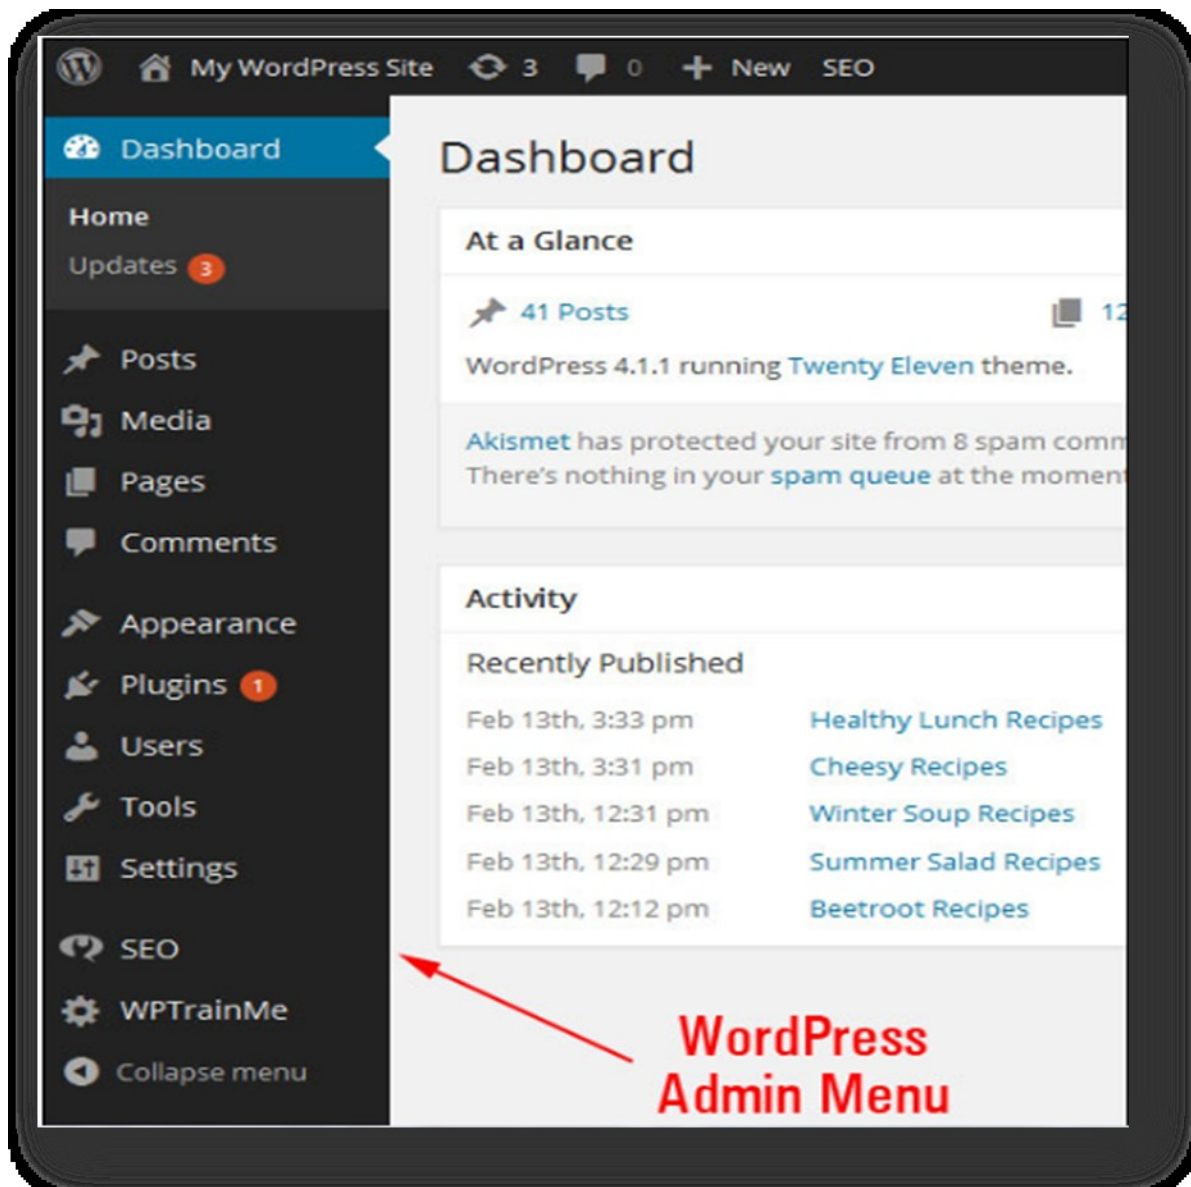 My WordPress Site 3 0 + New SEO
Dashboard
Home
Updates 3
Posts
Media
Pages
Comments
Appearance
Plugins 1
Users
Tools
Settings
SEO
WPTrainMe
Collapse menu
Dashboard
At a Glance
41 Posts 12
WordPress 4.1.1 running Twenty Eleven theme.
Akismet has protected your site from 8 spam comm
There's nothing in your spam queue at the moment
Activity
Recently Published
Feb 13th, 3:33 pm Healthy Lunch Recipes
Feb 13th, 3:31 pm Cheesy Recipes
Feb 13th, 12:31 pm Winter Soup Recipes
Feb 13th, 12:29 pm Summer Salad Recipes
Feb 13th, 12:12 pm Beetroot Recipes
WordPress
Admin Menu